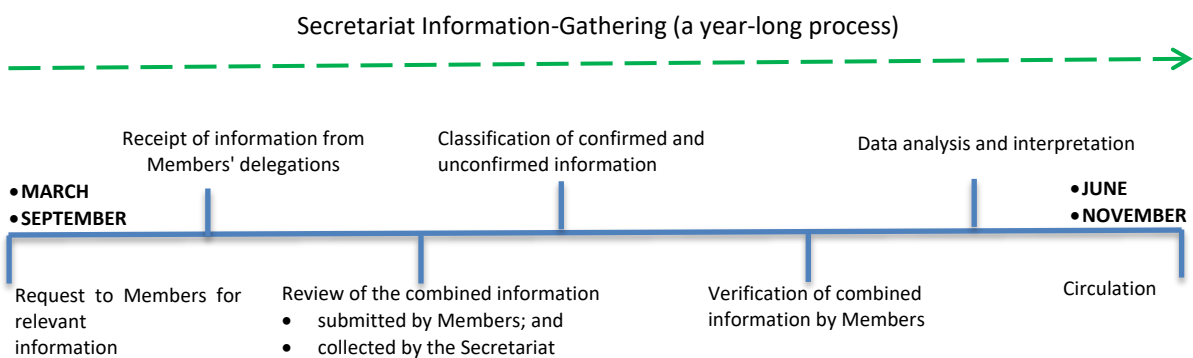 Secretariat Information-Gathering (a year-long process)
Receipt of information from
Members' delegations
Classification of confirmed and
unconfirmed information
Data analysis and interpretation
•MARCH
•SEPTEMBER
•JUNE
•NOVEMBER
Request to Members for
relevant
information
Review of the combined information
• submitted by Members; and
• collected by the Secretariat
Verification of combined
information by Members
Circulation